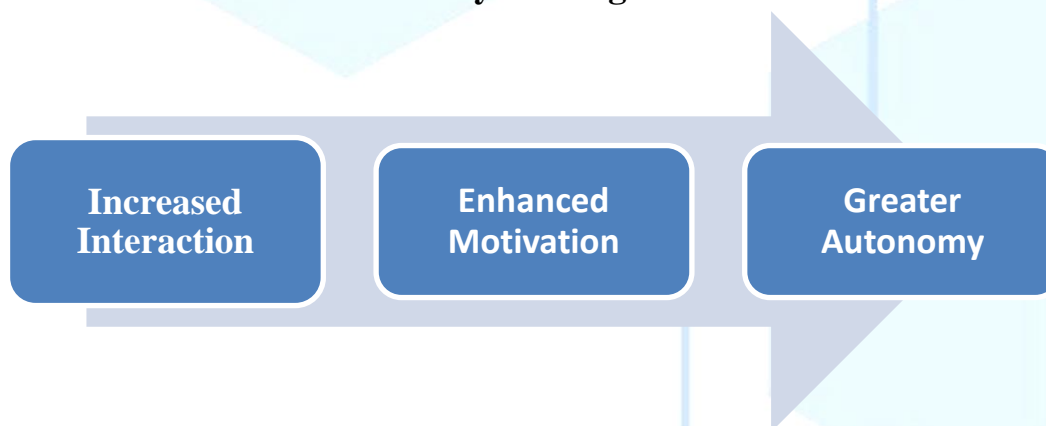 Increased
Interaction
Enhanced
Motivation
Greater
Autonomy